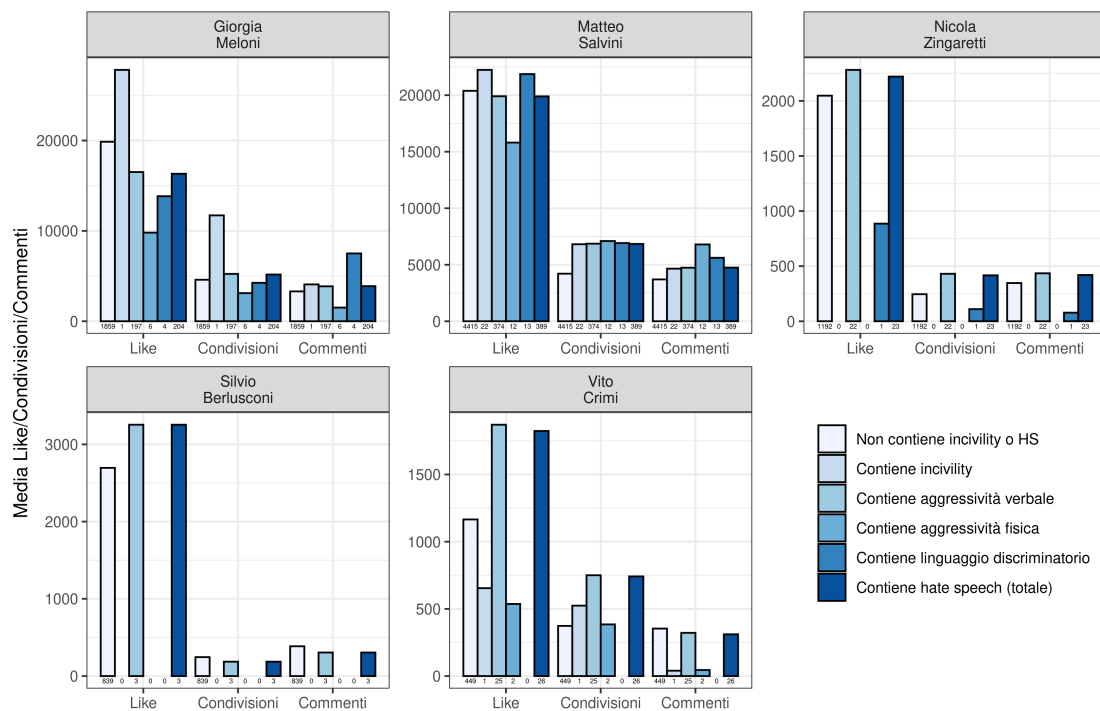 Giorgia
Meloni
Matteo
Salvini
Nicola
Zingaretti
Media Like/Condivisioni/Commenti
20000
10000
0
1859 1 197 6 4 204 1859 1 197 6 4 204 1859 1 197 6 4 204
Like Condivisioni Commenti
20000
15000
10000
5000
0
4415 22 374 12 13 389 4415 22 374 12 13 389 4415 22 374 12 13 389
Like Condivisioni Commenti
2000
1500
1000
500
0
1192 0 22 0 1 23 1192 0 22 0 1 23 1192 0 22 0 1 23
Like Condivisioni Commenti
Silvio
Berlusconi
Vito
Crimi
3000
2000
1000
0
839 0 3 0 0 3 839 0 3 0 0 3 839 0 3 0 0 3
Like Condivisioni Commenti
1500
1000
500
0
449 1 25 2 0 26 449 1 25 2 0 26 449 1 25 2 0 26
Like Condivisioni Commenti
Non contiene incivility o HS
Contiene incivility
Contiene aggressività verbale
Contiene aggressività fisica
Contiene linguaggio discriminatorio
Contiene hate speech (totale)